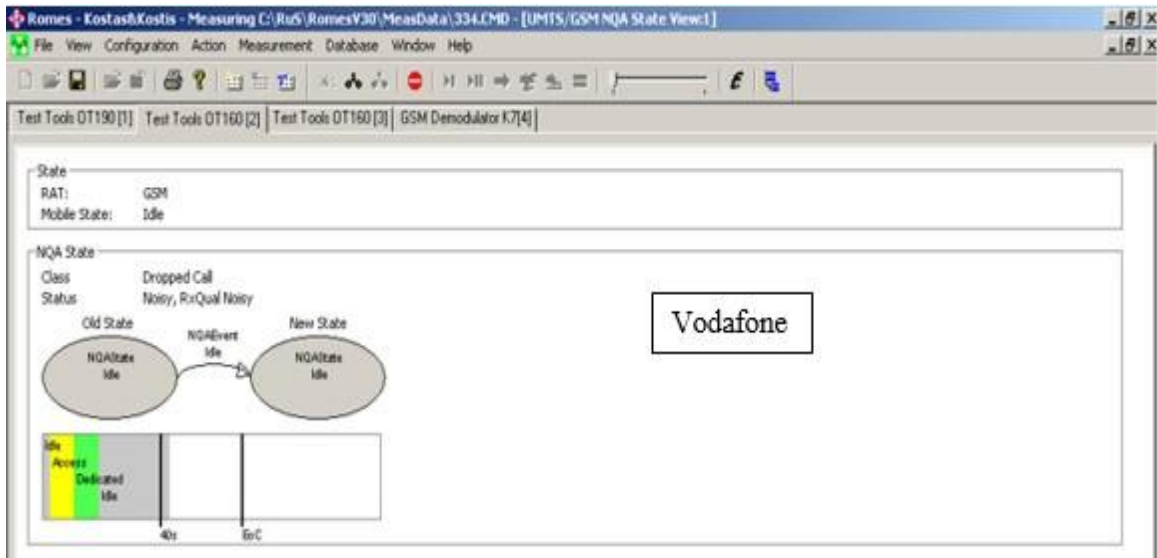 Romes - Kostas&Kostis - Measuring C:\RuS\RomesV30\MeasData\334.CMD - [UMTS/GSM NQA State View:1]
File View Configuration Action Measurement Database Window Help
Test Tools OT190 [1] Test Tools OT160 [2] Test Tools OT160 [3] GSM Demodulator K7[4]
State
RAT: GSM
Mobile State: Idle
NQA State
Class Dropped Call
Status Noisy, RxQual Noisy
Vodafone
Old State New State
NQAEvent
Idle
NQAState NQAState
Idle Idle
Idle
Access
Dedicated
Idle
40s EoC